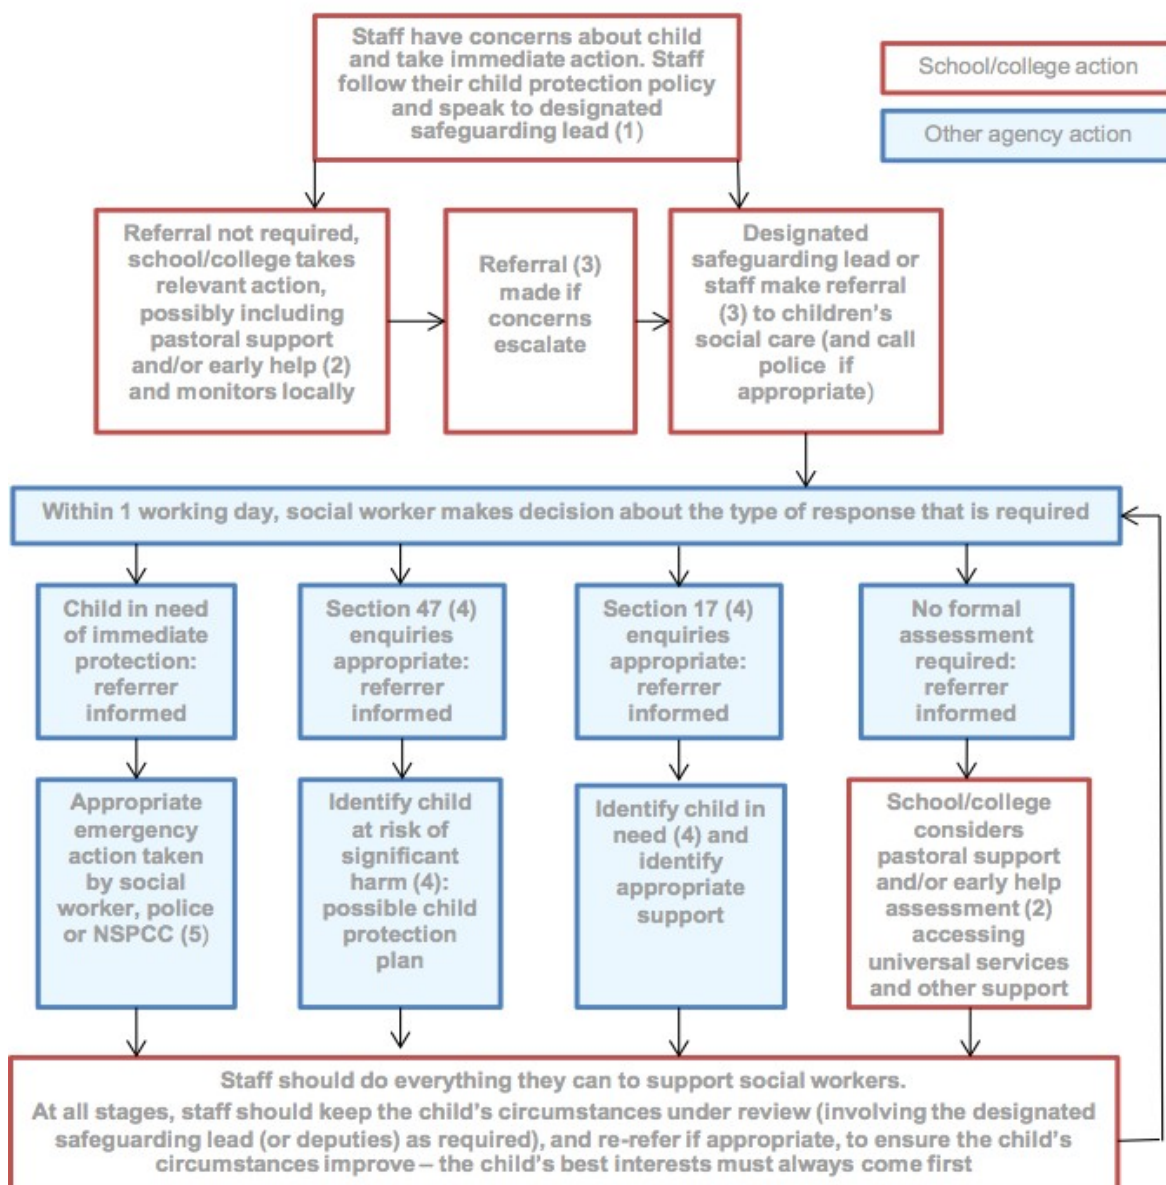 Staff have concerns about child
and take immediate action. Staff
follow their child protection policy
and speak to designated
safeguarding lead (1)
School/college action
Other agency action
Referral not required,
school/college takes
relevant action,
possibly including
pastoral support
and/or early help (2)
and monitors locally
Referral (3)
made if
concerns
escalate
Designated
safeguarding lead or
staff make referral
(3) to children’s
social care (and call
police if
appropriate)
Within 1 working day, social worker makes decision about the type of response that is required
Child in need
of immediate
protection:
referrer
informed
Section 47 (4)
enquiries
appropriate:
referrer
informed
Section 17 (4)
enquiries
appropriate:
referrer
informed
No formal
assessment
required:
referrer
informed
Appropriate
emergency
action taken
by social
worker, police
or NSPCC (5)
Identify child
at risk of
significant
harm (4):
possible child
protection
plan
Identify child in
need (4) and
identify
appropriate
support
School/college
considers
pastoral support
and/or early help
assessment (2)
accessing
universal services
and other support
Staff should do everything they can to support social workers.
At all stages, staff should keep the child’s circumstances under review (involving the designated
safeguarding lead (or deputies) as required), and re-refer if appropriate, to ensure the child’s
circumstances improve – the child’s best interests must always come first